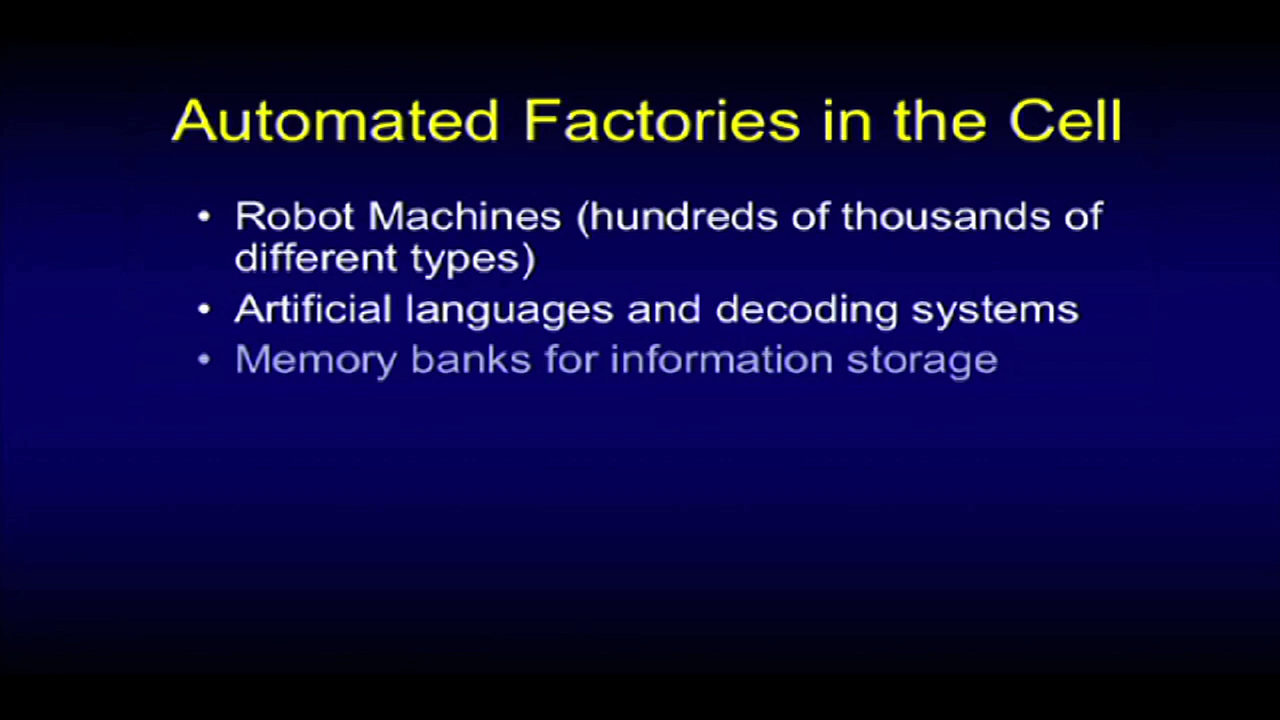 Automated Factories in the Cell
• Robot Machines (hundreds of thousands of
different types)
• Artificial languages and decoding systems
• Memory banks for information storage